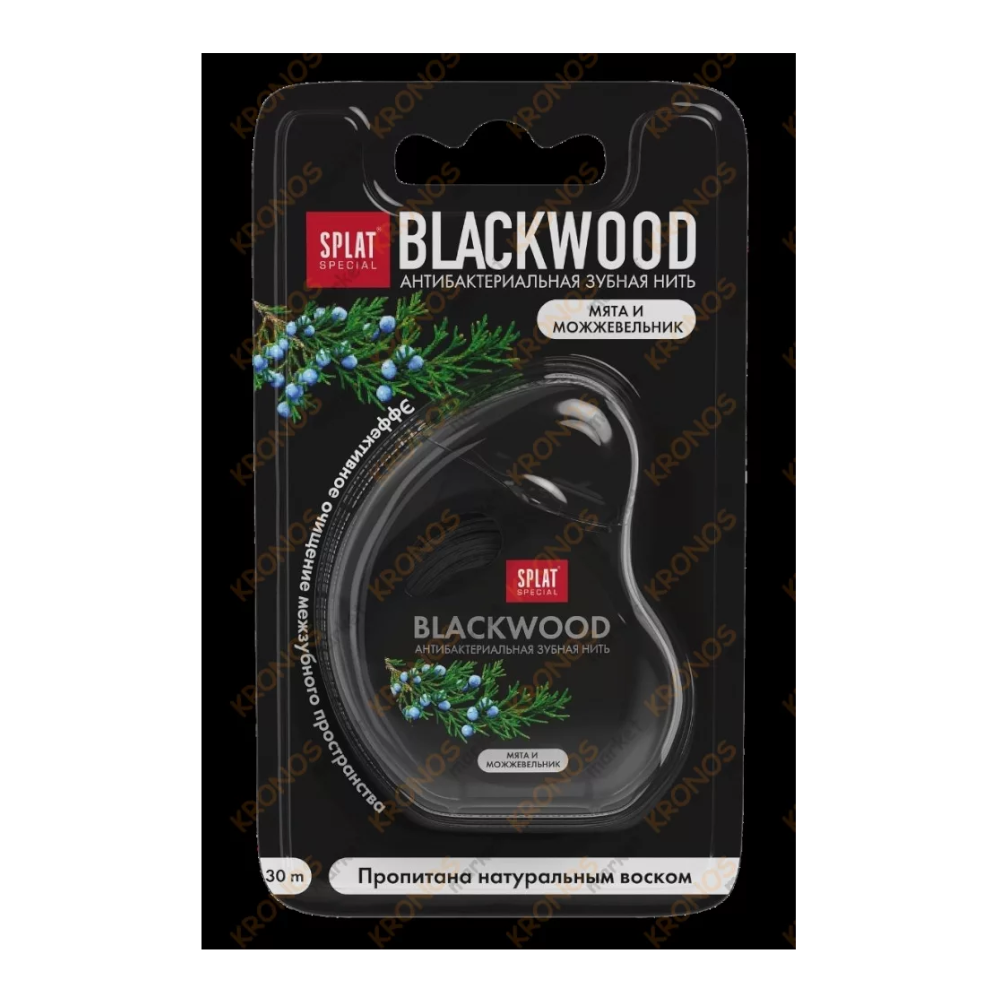 SPLAT
SPECIAL
BLACKWOOD
АНТИБАКТЕРИАЛЬНАЯ ЗУБНАЯ НИТЬ
МЯТА И
МОЖЖЕВЕЛЬНИК
Эффективное очищение межзубного пространства
SPLAT
SPECIAL
BLACKWOOD
АНТИБАКТЕРИАЛЬНАЯ ЗУБНАЯ НИТЬ
МЯТА И
МОЖЖЕВЕЛЬНИК
30 m
Пропитана натуральным воском
KRONOS